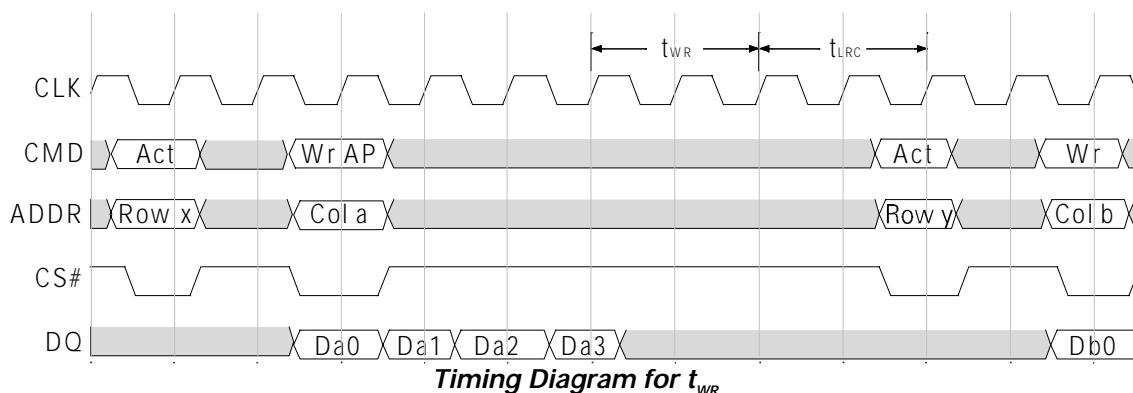 tWR tLRC
CLK
CMD Act Wr AP Act Wr
ADDR Row x Col a Row y Col b
CS#
DQ Da0 Da1 Da2 Da3 Db0
Timing Diagram for tWR